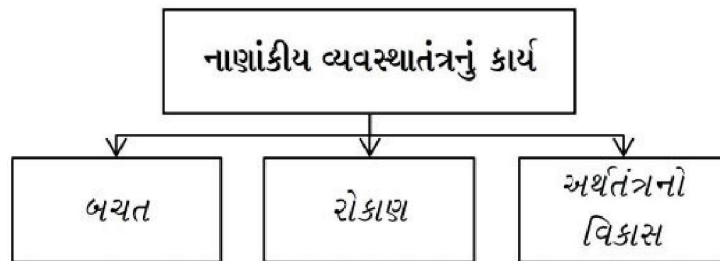 નાણાંકીય વ્યવસ્થાતંત્રનું કાર્ય
બચત
રોકાણ
અર્થતંત્રનો
વિકાસ